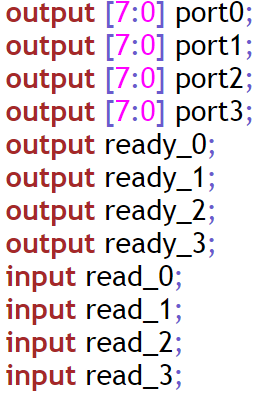 output [7:0] port0;
output [7:0] port1;
output [7:0] port2;
output [7:0] port3;
output ready_0;
output ready_1;
output ready_2;
output ready_3;
input read_0;
input read_1;
input read_2;
input read_3;